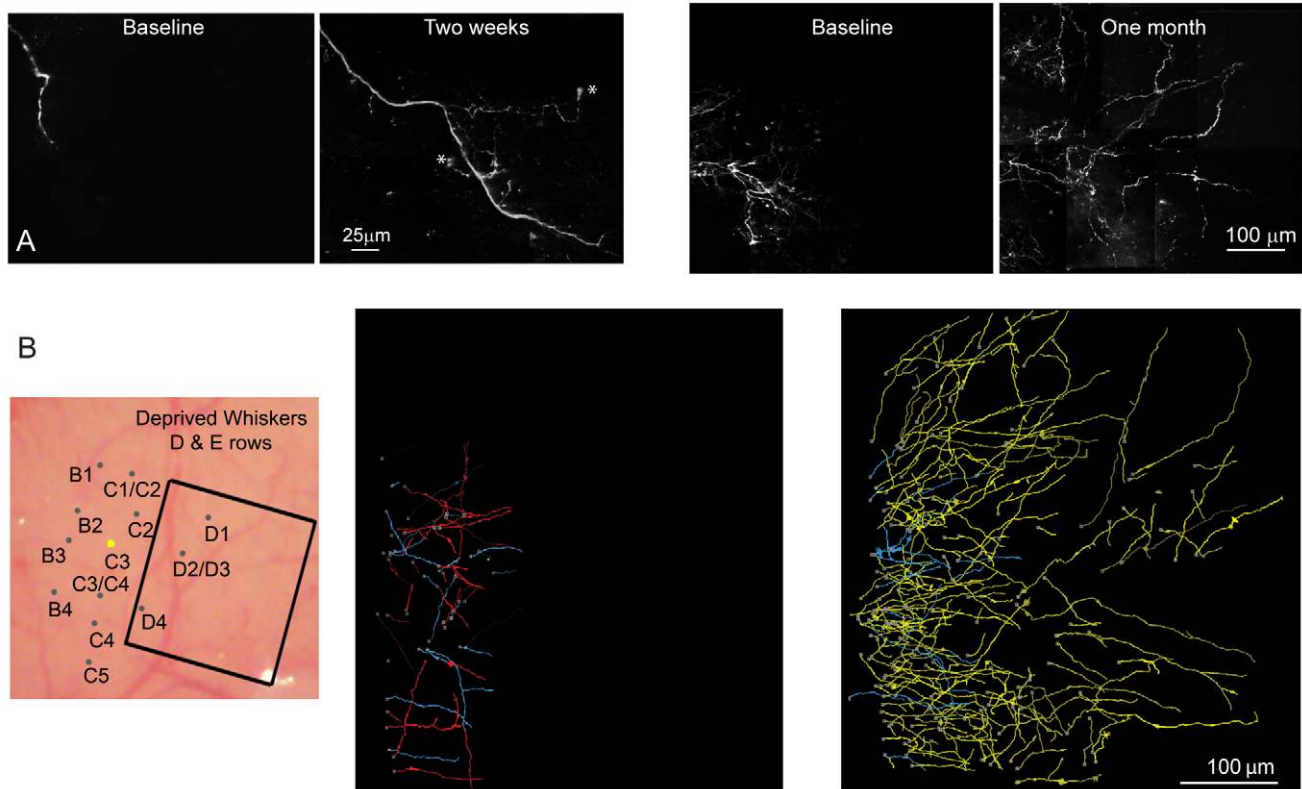 Baseline
Two weeks
*
*
25μm
A
Baseline
One month
100 μm
B
Deprived Whiskers
D & E rows
B1
C1/C2
B2
C2
D1
B3
C3
D2/D3
C3/C4
B4
D4
C4
C5
100 μm